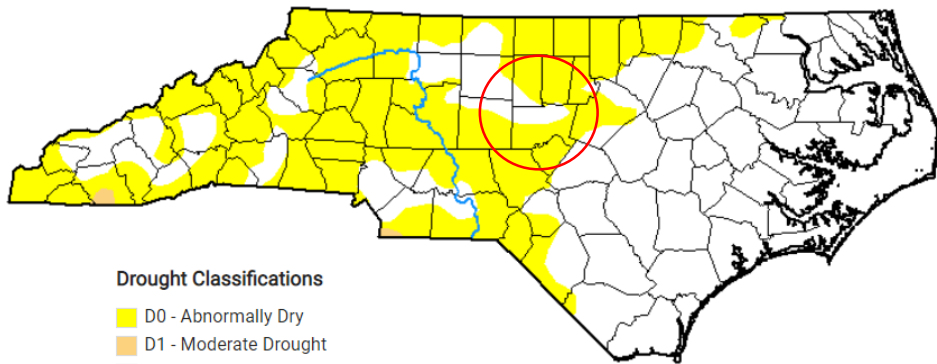 Drought Classifications
D0 - Abnormally Dry
D1 - Moderate Drought